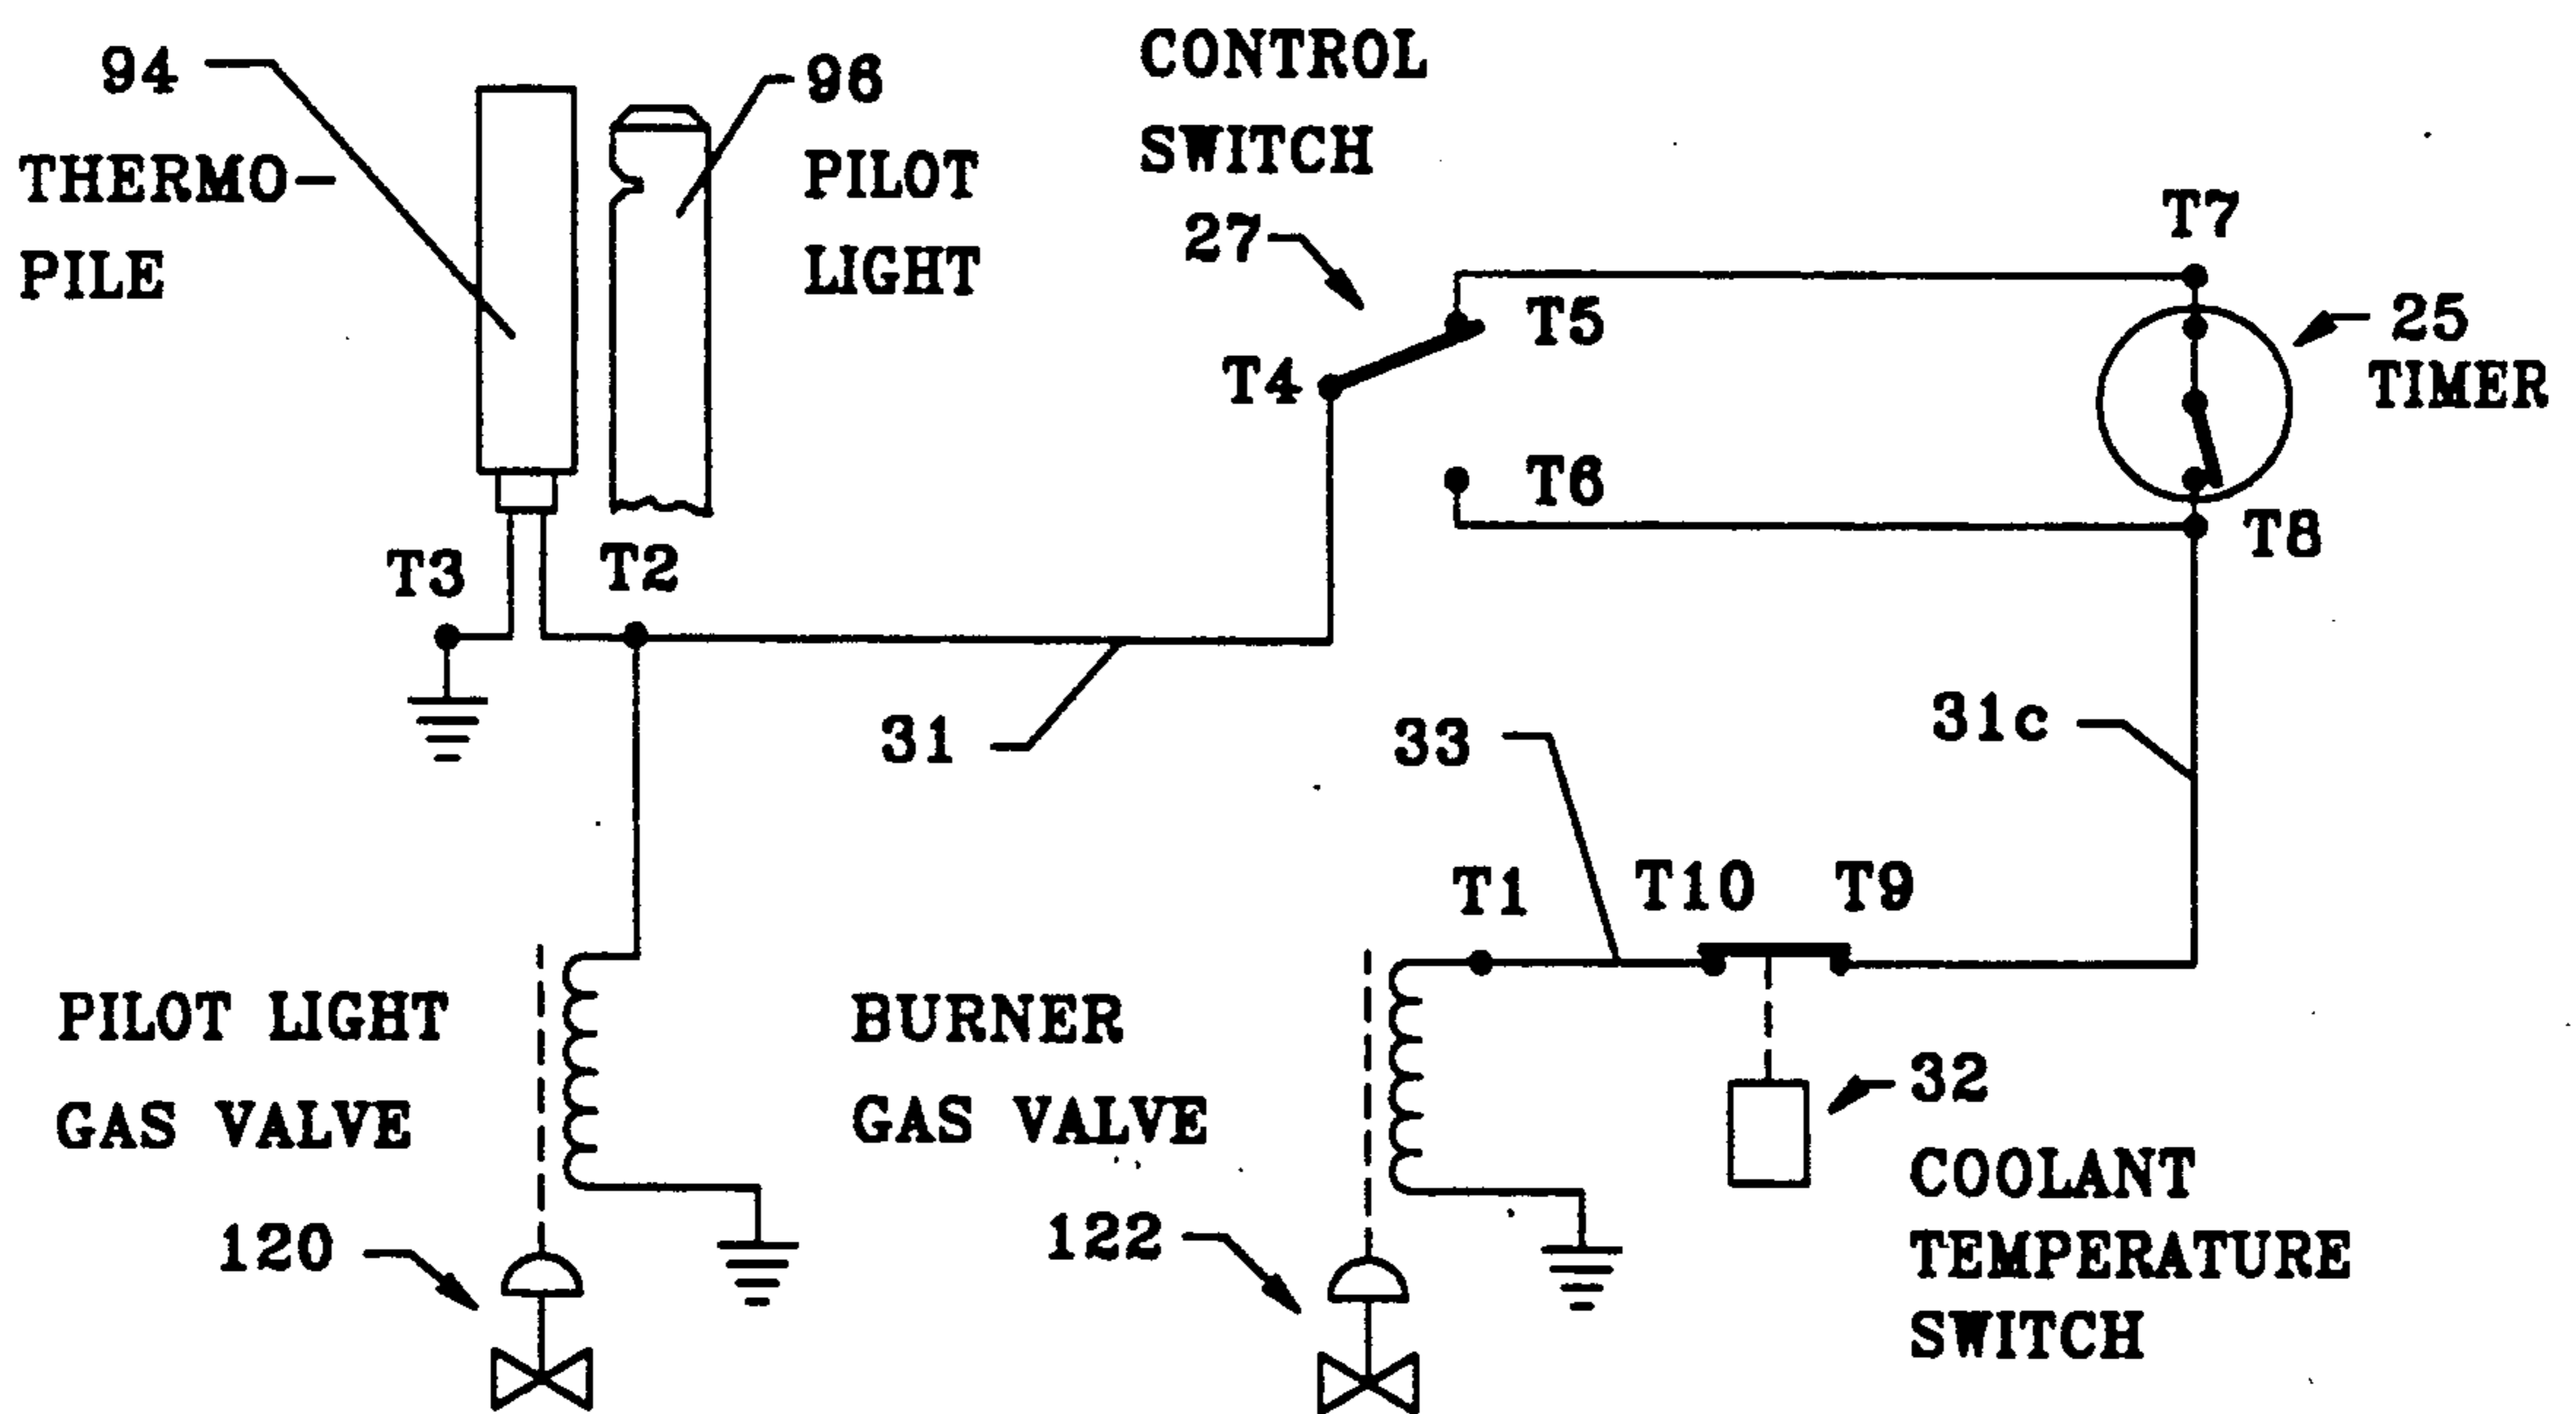 94
THERMO-
PILE
96
PILOT
LIGHT
CONTROL
SWITCH
27
T7
T5
25
TIMER
T4
T6
T8
T3
T2
31
33
31c
T1
T10
T9
PILOT LIGHT
GAS VALVE
120
BURNER
GAS VALVE
122
32
COOLANT
TEMPERATURE
SWITCH